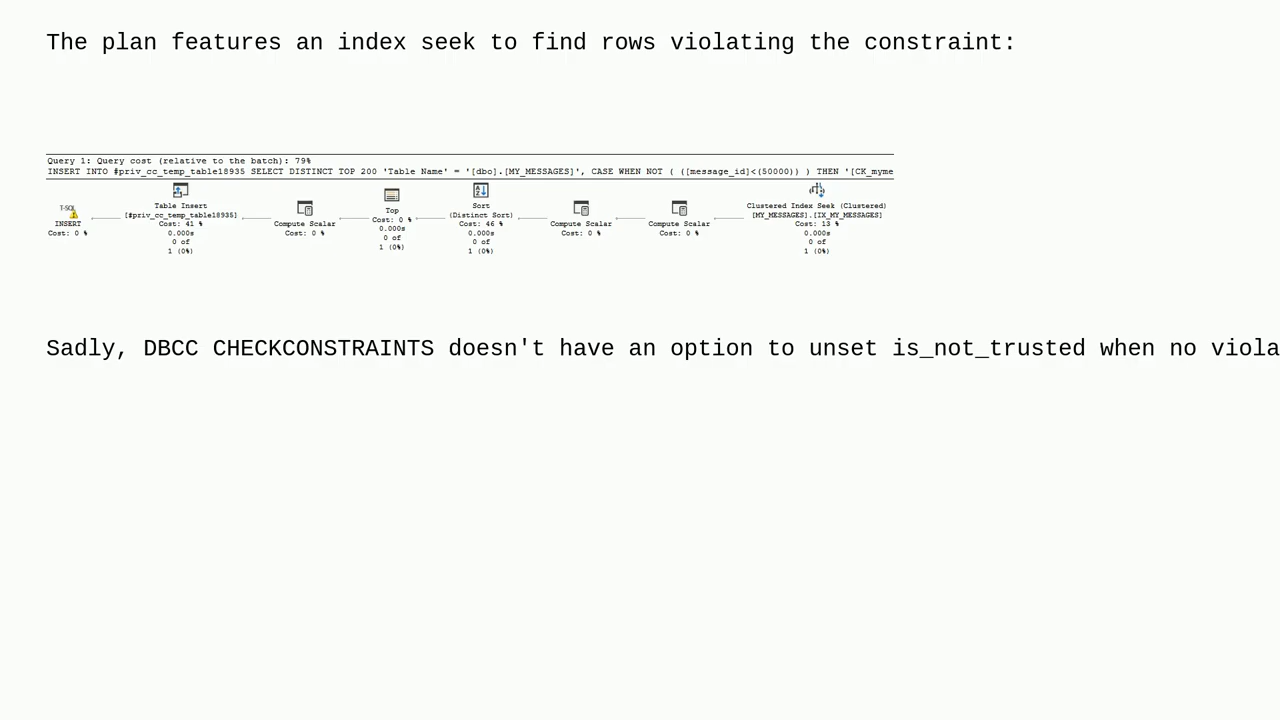 The plan features an index seek to find rows violating the constraint:
Query 1: Query cost (relative to the batch): 79%
INSERT INTO #priv_cc_temp_table18935 SELECT DISTINCT TOP 200 'Table Name' = '[dbo].[MY_MESSAGES]', CASE WHEN NOT ( ([message_id]<(50000)) ) THEN '[CK_myme
T-SQL
INSERT
Cost: 0 %
Table Insert
[#priv_cc_temp_table18935]
Cost: 41 %
0.000s
0 of
1 (0%)
Compute Scalar
Cost: 0 %
Top
Cost: 0 %
0.000s
0 of
1 (0%)
Sort
(Distinct Sort)
Cost: 46 %
0.000s
0 of
1 (0%)
Compute Scalar
Cost: 0 %
Compute Scalar
Cost: 0 %
Clustered Index Seek (Clustered)
[MY_MESSAGES].[IX_MY_MESSAGES]
Cost: 13 %
0.000s
0 of
1 (0%)
Sadly, DBCC CHECKCONSTRAINTS doesn't have an option to unset is_not_trusted when no viola